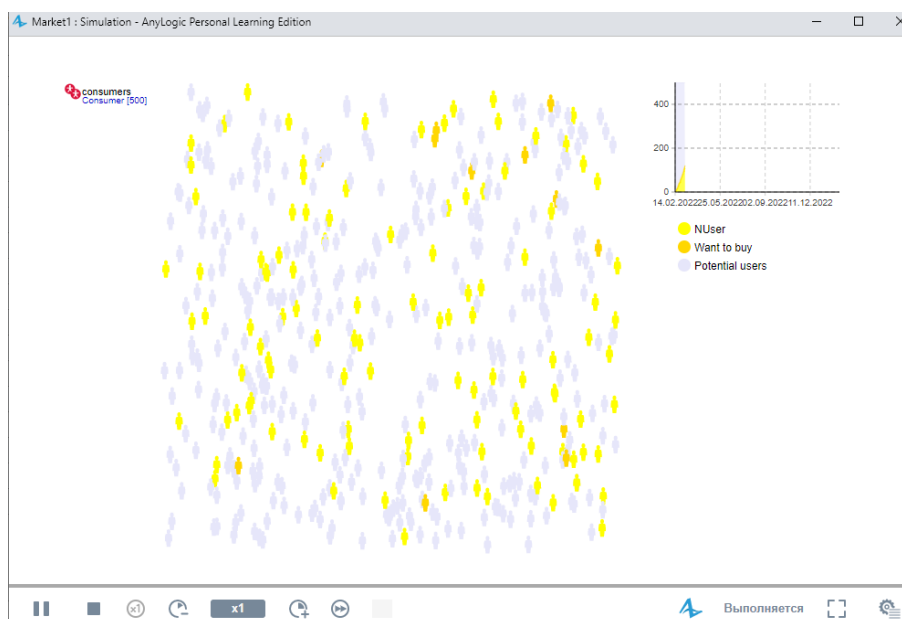 Market1 : Simulation - AnyLogic Personal Learning Edition
consumers
Consumer [500]
400
200
0
14.02.202225.05.202202.09.202211.12.2022
NUser
Want to buy
Potential users
x1
x1
Выполняется